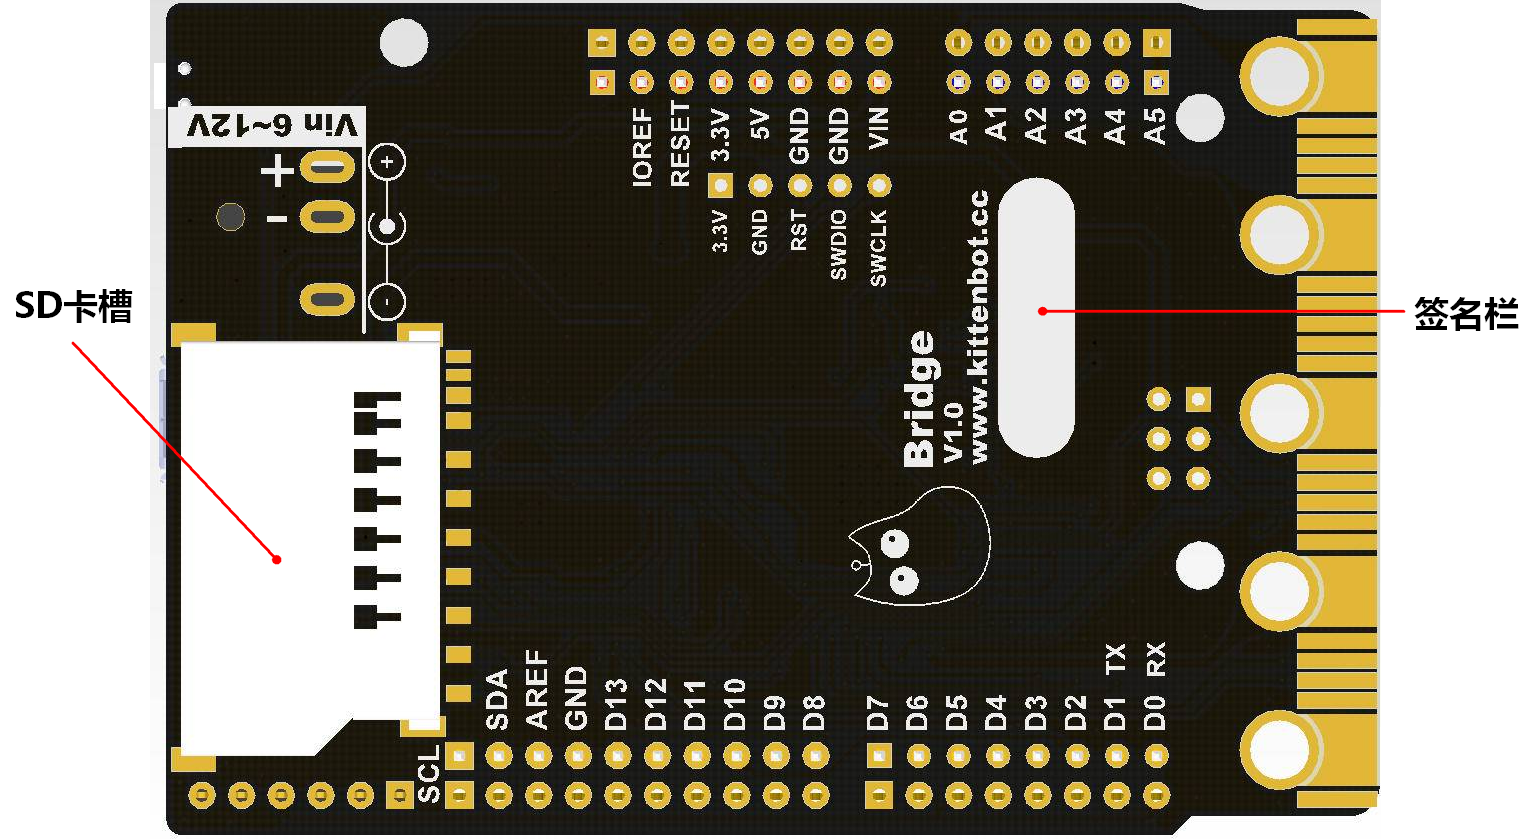 Vin 6~12V
+
-
+
-
IOREF
RESET
3.3V
5V
GND
GND
VIN
A0
A1
A2
A3
A4
A5
3.3V
GND
RST
SWDIO
SWCLK
SD卡槽
签名栏
Bridge
V1.0
www.kittenbot.cc
SCL
SDA
AREF
GND
D13
D12
D11
D10
D9
D8
D7
D6
D5
D4
D3
D2
D1 TX
D0 RX